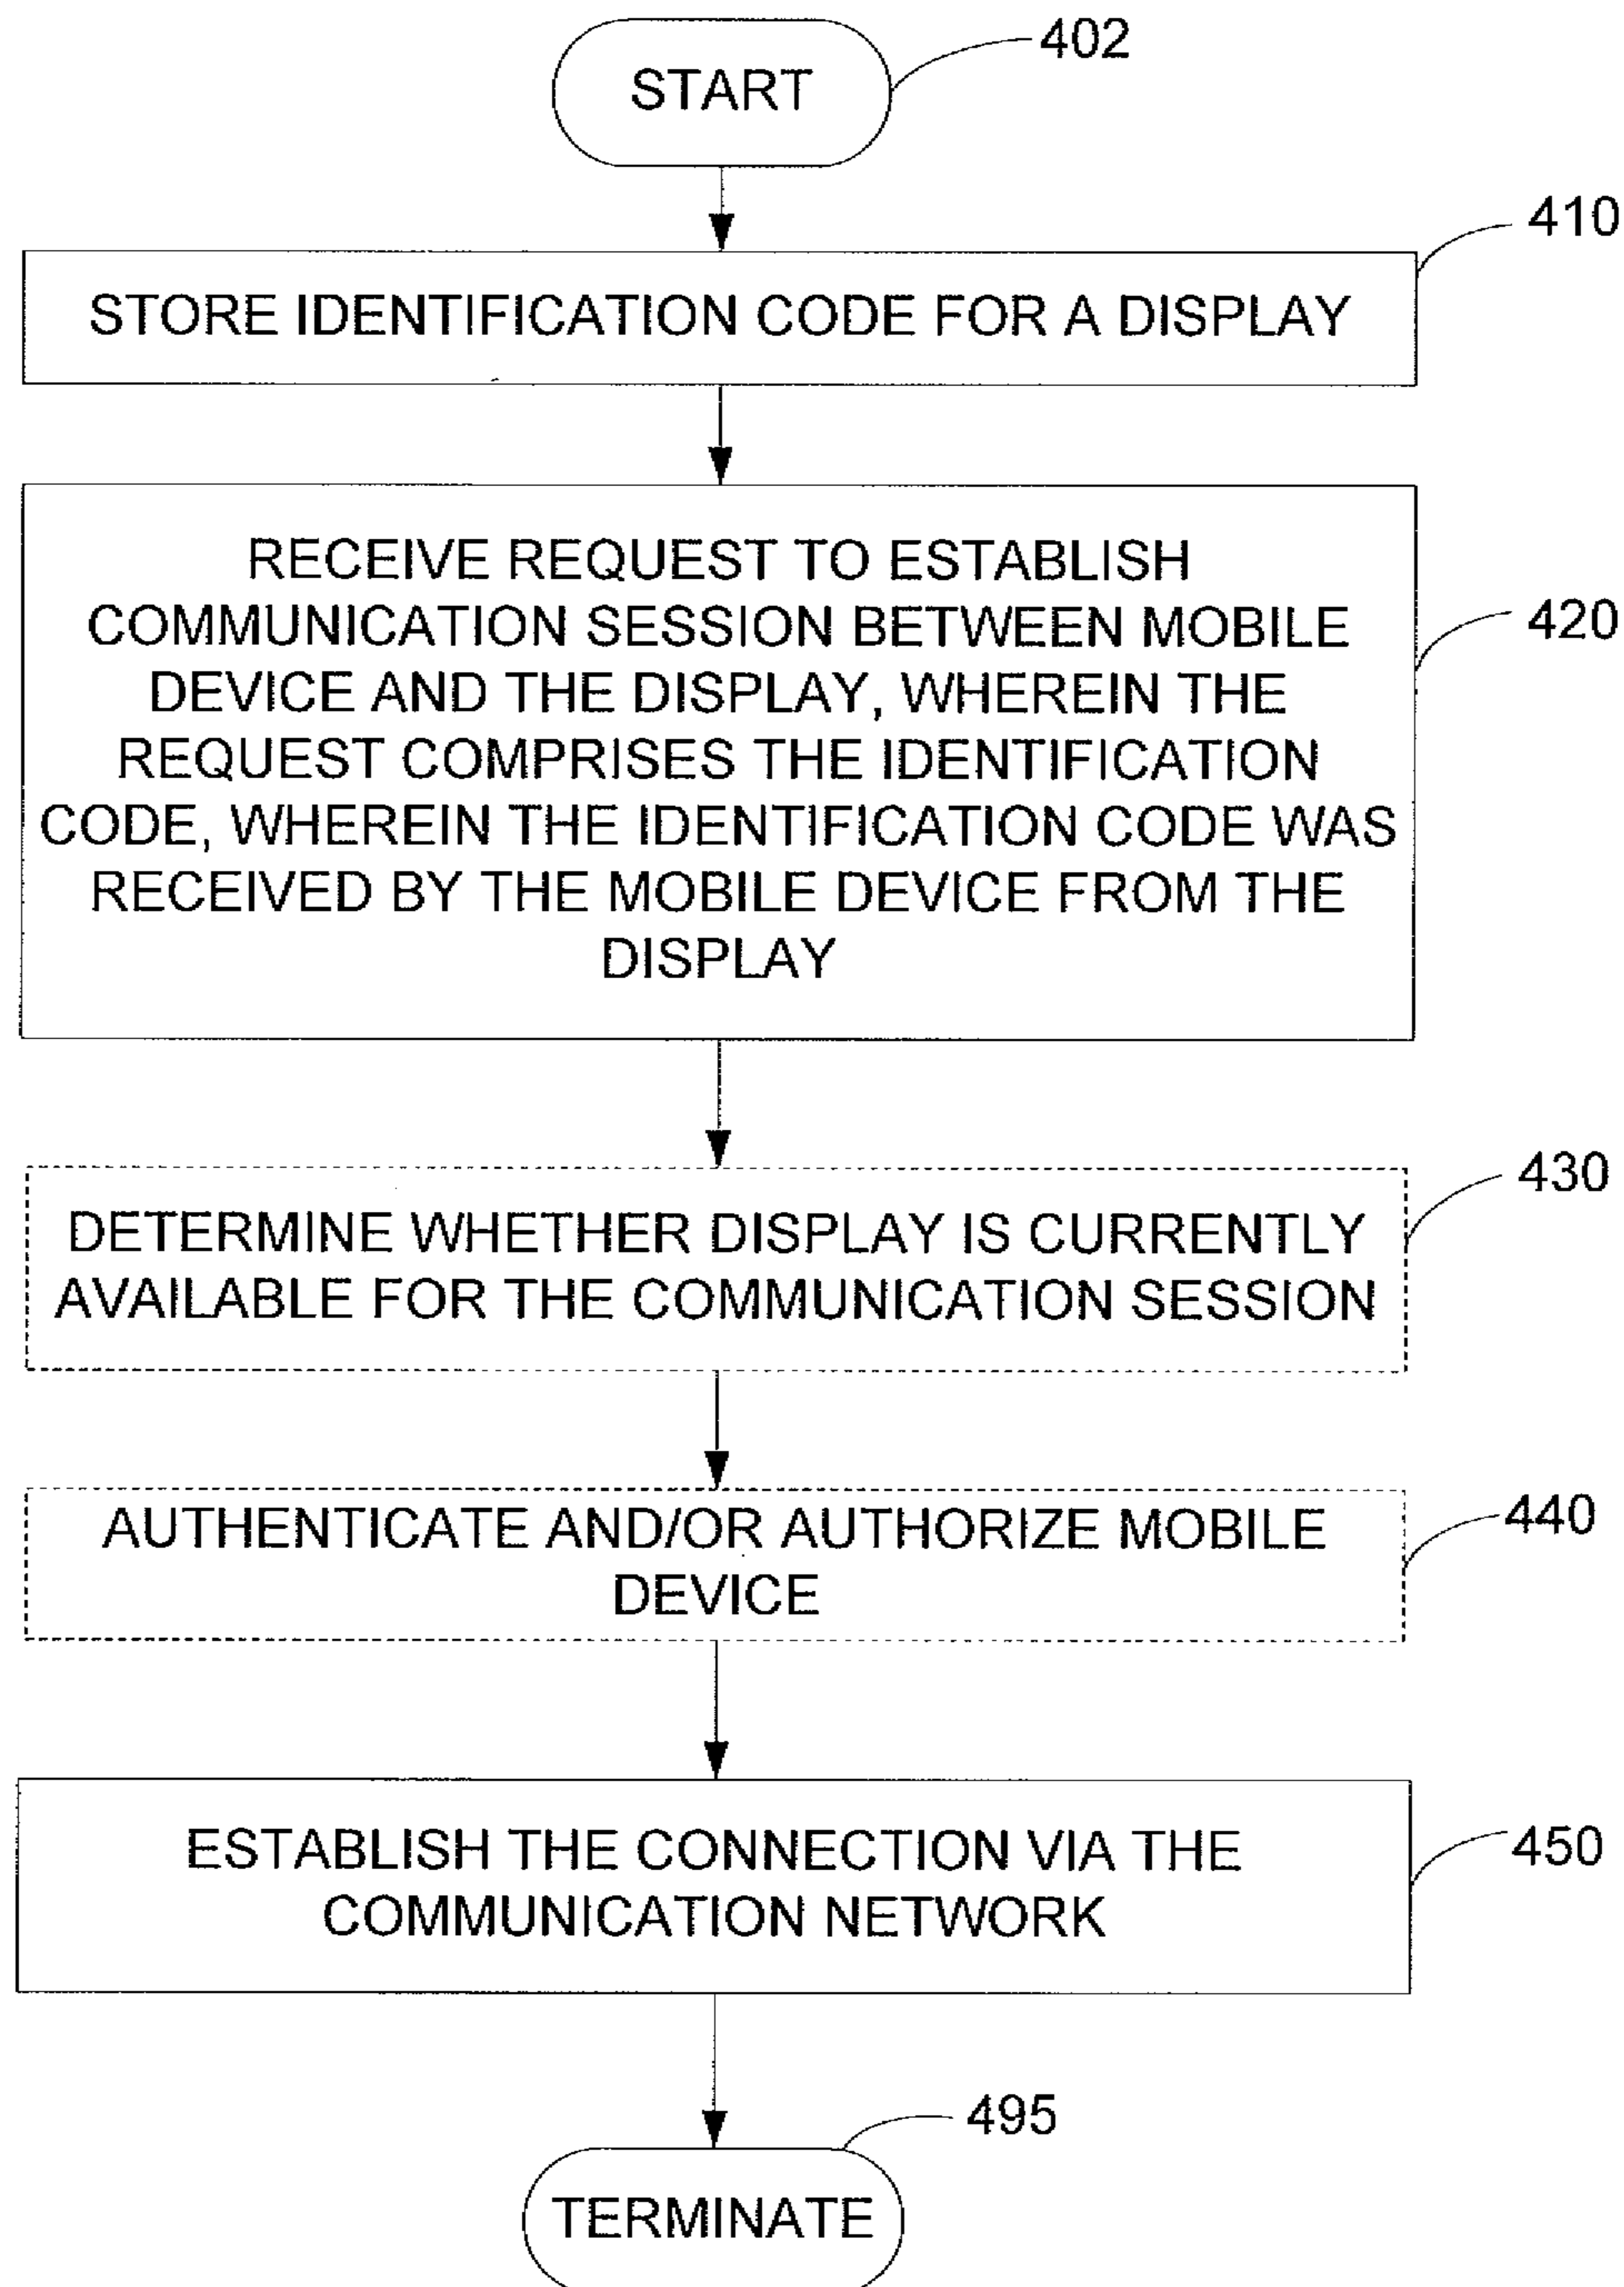 START
402
410
STORE IDENTIFICATION CODE FOR A DISPLAY
RECEIVE REQUEST TO ESTABLISH
COMMUNICATION SESSION BETWEEN MOBILE
DEVICE AND THE DISPLAY, WHEREIN THE
REQUEST COMPRISES THE IDENTIFICATION
CODE, WHEREIN THE IDENTIFICATION CODE WAS
RECEIVED BY THE MOBILE DEVICE FROM THE
DISPLAY
420
430
DETERMINE WHETHER DISPLAY IS CURRENTLY
AVAILABLE FOR THE COMMUNICATION SESSION
AUTHENTICATE AND/OR AUTHORIZE MOBILE
DEVICE
440
ESTABLISH THE CONNECTION VIA THE
COMMUNICATION NETWORK
450
495
TERMINATE